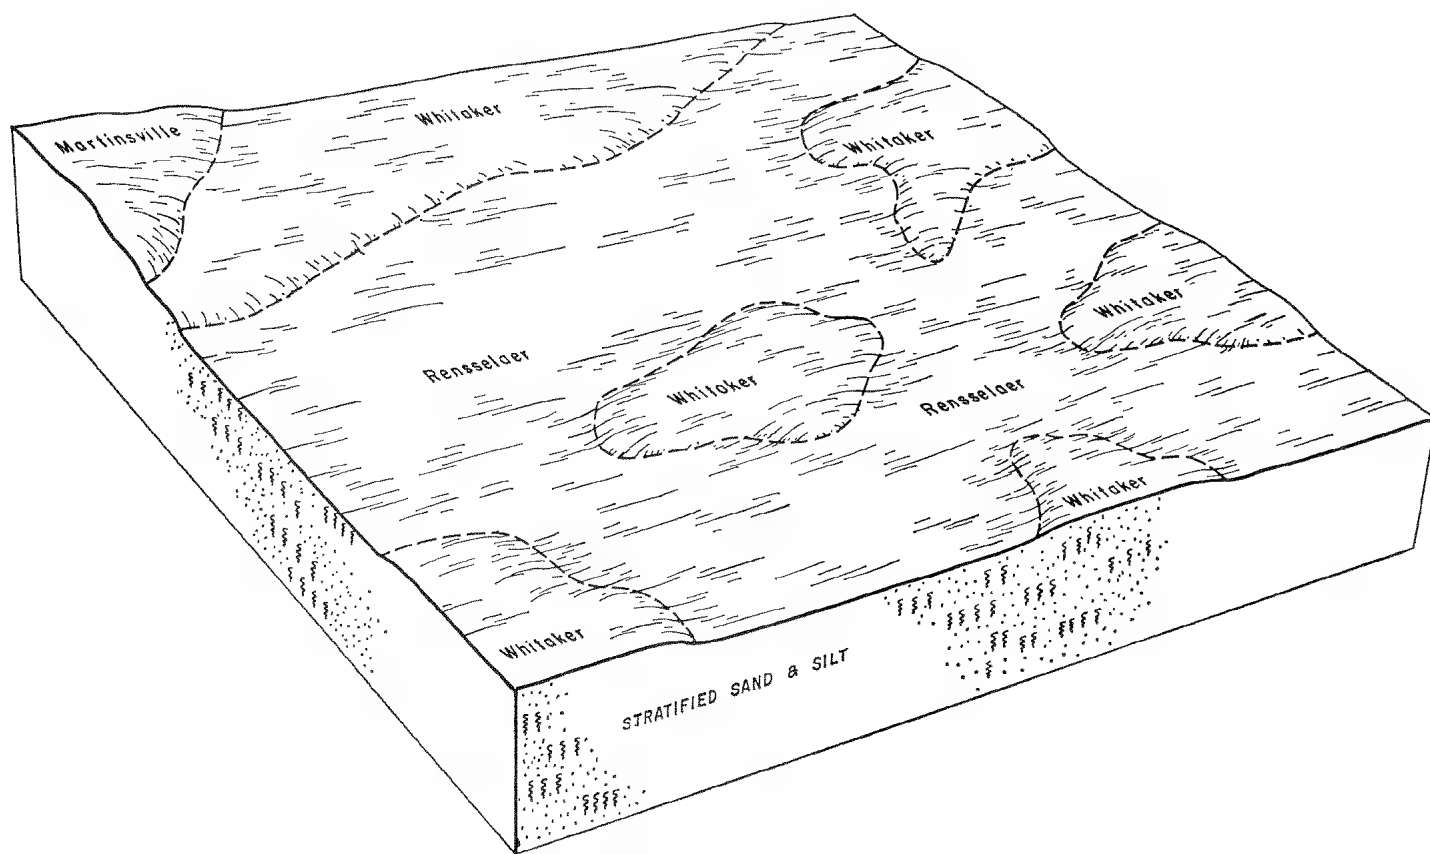 Martinsville
Whitaker
Whitaker
Whitaker
Rensselaer
Whitaker
Rensselaer
Whitaker
Whitaker
STRATIFIED SAND & SILT